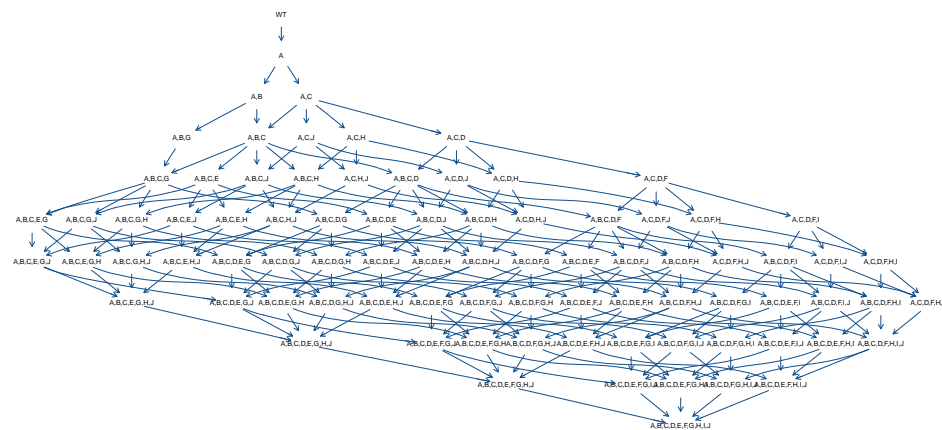 WT
A
A,B A,C
A,B,G A,B,C A,C,J A,C,H A,C,D
A,B,C,G A,B,C,E A,B,C,J A,B,C,H A,C,H,J A,B,C,D A,C,D,J A,C,D,H A,C,D,F
A,B,C,E,G A,B,C,G,J A,B,C,G,H A,B,C,E,J A,B,C,E,H A,B,C,H,J A,B,C,D,G A,B,C,D,E A,B,C,D,J A,B,C,D,H A,C,D,H,J A,B,C,D,F A,C,D,F,J A,C,D,F,H A,C,D,F,I
A,B,C,E,G,J A,B,C,E,G,H A,B,C,G,H,J A,B,C,E,H,J A,B,C,D,E,G A,B,C,D,G,J A,B,C,D,G,H A,B,C,D,E,J A,B,C,D,E,H A,B,C,D,H,J A,B,C,D,F,G A,B,C,D,E,F A,B,C,D,F,J A,B,C,D,F,H A,C,D,F,H,J A,B,C,D,F,I A,C,D,F,I,J A,C,D,F,H,I
A,B,C,E,G,H,J A,B,C,D,E,G,J A,B,C,D,E,G,H A,B,C,D,G,H,J A,B,C,D,E,H,J A,B,C,D,E,F,G A,B,C,D,F,G,J A,B,C,D,F,G,H A,B,C,D,E,F,J A,B,C,D,E,F,H A,B,C,D,F,H,J A,B,C,D,F,G,I A,B,C,D,E,F,I A,B,C,D,F,I,J A,B,C,D,F,H,I A,C,D,F,H,
A,B,C,D,E,G,H,J A,B,C,D,E,F,G,J A,B,C,D,E,F,G,H A,B,C,D,F,G,H,J A,B,C,D,E,F,H,J A,B,C,D,E,F,G,I A,B,C,D,F,G,I,J A,B,C,D,F,G,H,I A,B,C,D,E,F,I,J A,B,C,D,E,F,H,I A,B,C,D,F,H,I,J
A,B,C,D,E,F,G,H,J A,B,C,D,E,F,G,I,J A,B,C,D,E,F,G,H,I A,B,C,D,F,G,H,I,J A,B,C,D,E,F,H,I,J
A,B,C,D,E,F,G,H,I,J